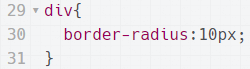 29 div{
30 border-radius:10px;
31 }